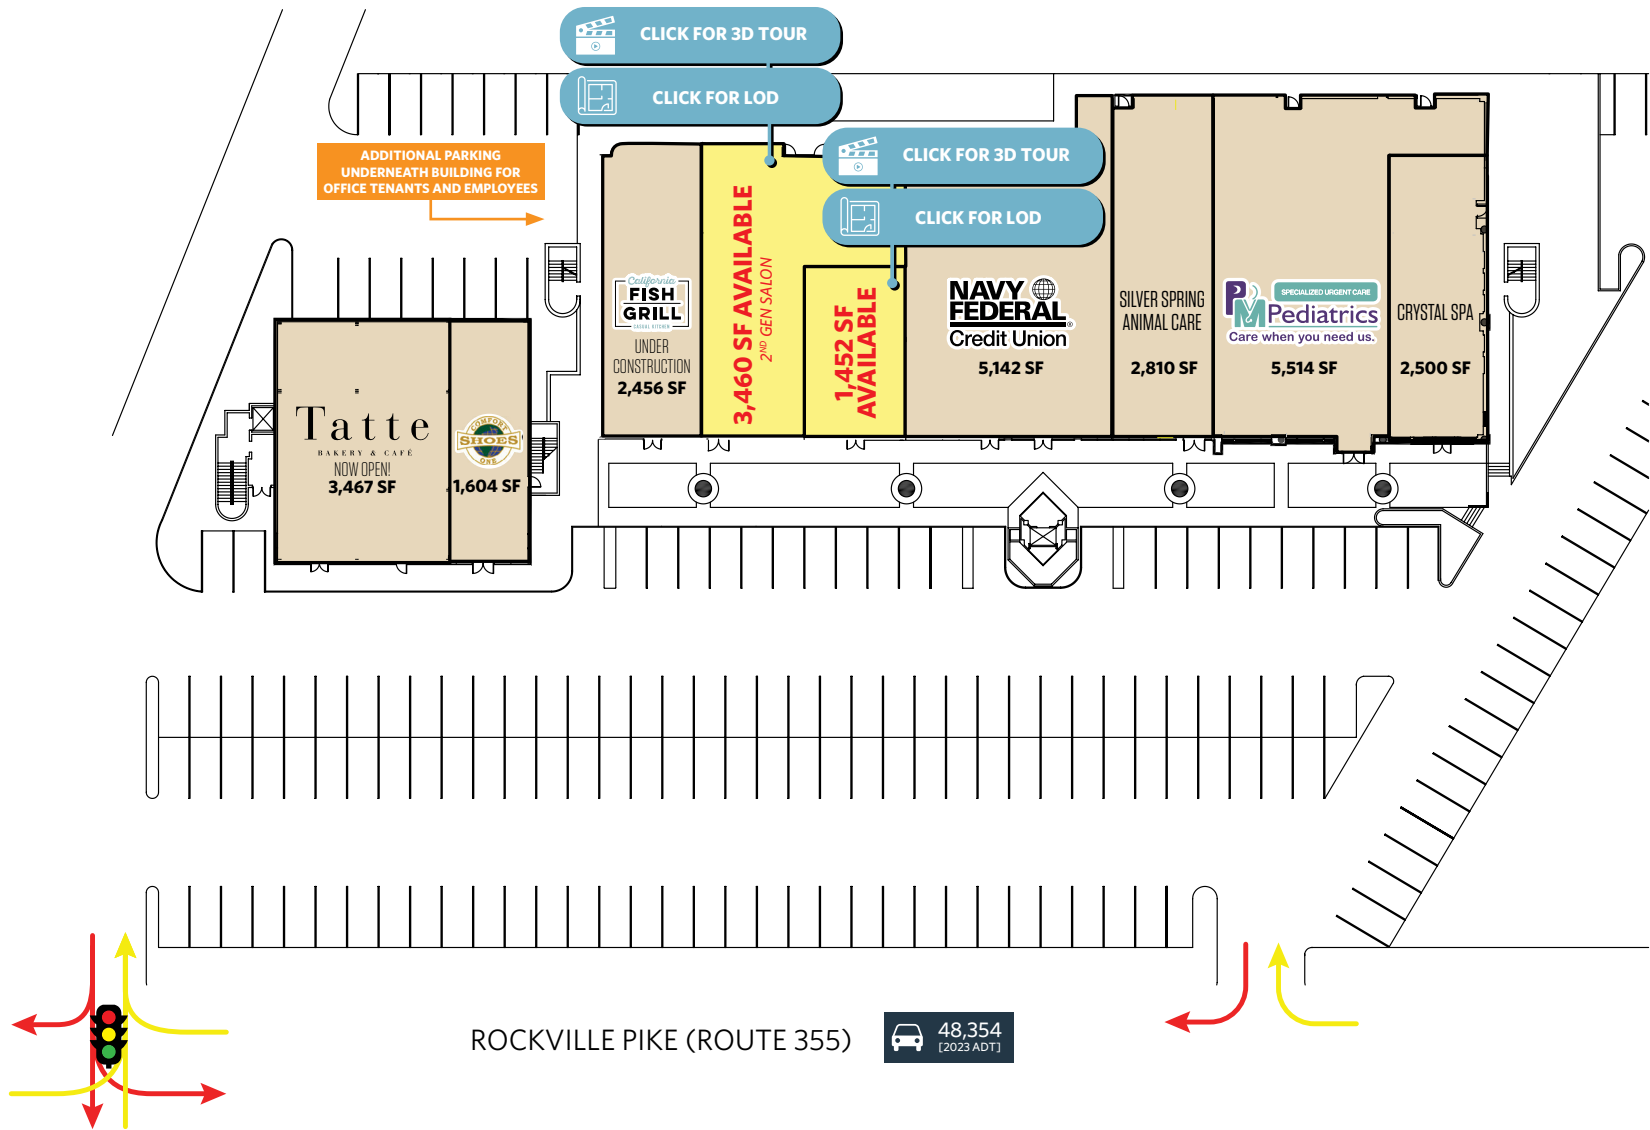 CLICK FOR 3D TOUR
CLICK FOR LOD
ADDITIONAL PARKING
UNDERNEATH BUILDING FOR
OFFICE TENANTS AND EMPLOYEES
CLICK FOR 3D TOUR
CLICK FOR LOD
California
FISH
GRILL
CASUAL KITCHEN
UNDER
CONSTRUCTION
2,456 SF
3,460 SF AVAILABLE
2ND GEN SALON
1,452 SF
AVAILABLE
NAVY
FEDERAL
Credit Union
5,142 SF
SILVER SPRING
ANIMAL CARE
2,810 SF
SPECIALIZED URGENT CARE
PM Pediatrics
Care when you need us.
5,514 SF
CRYSTAL SPA
2,500 SF
Tatte
BAKERY & CAFÉ
NOW OPEN!
3,467 SF
COMFORT
SHOES
ONE
1,604 SF
ROCKVILLE PIKE (ROUTE 355)
48,354
[2023 ADT]